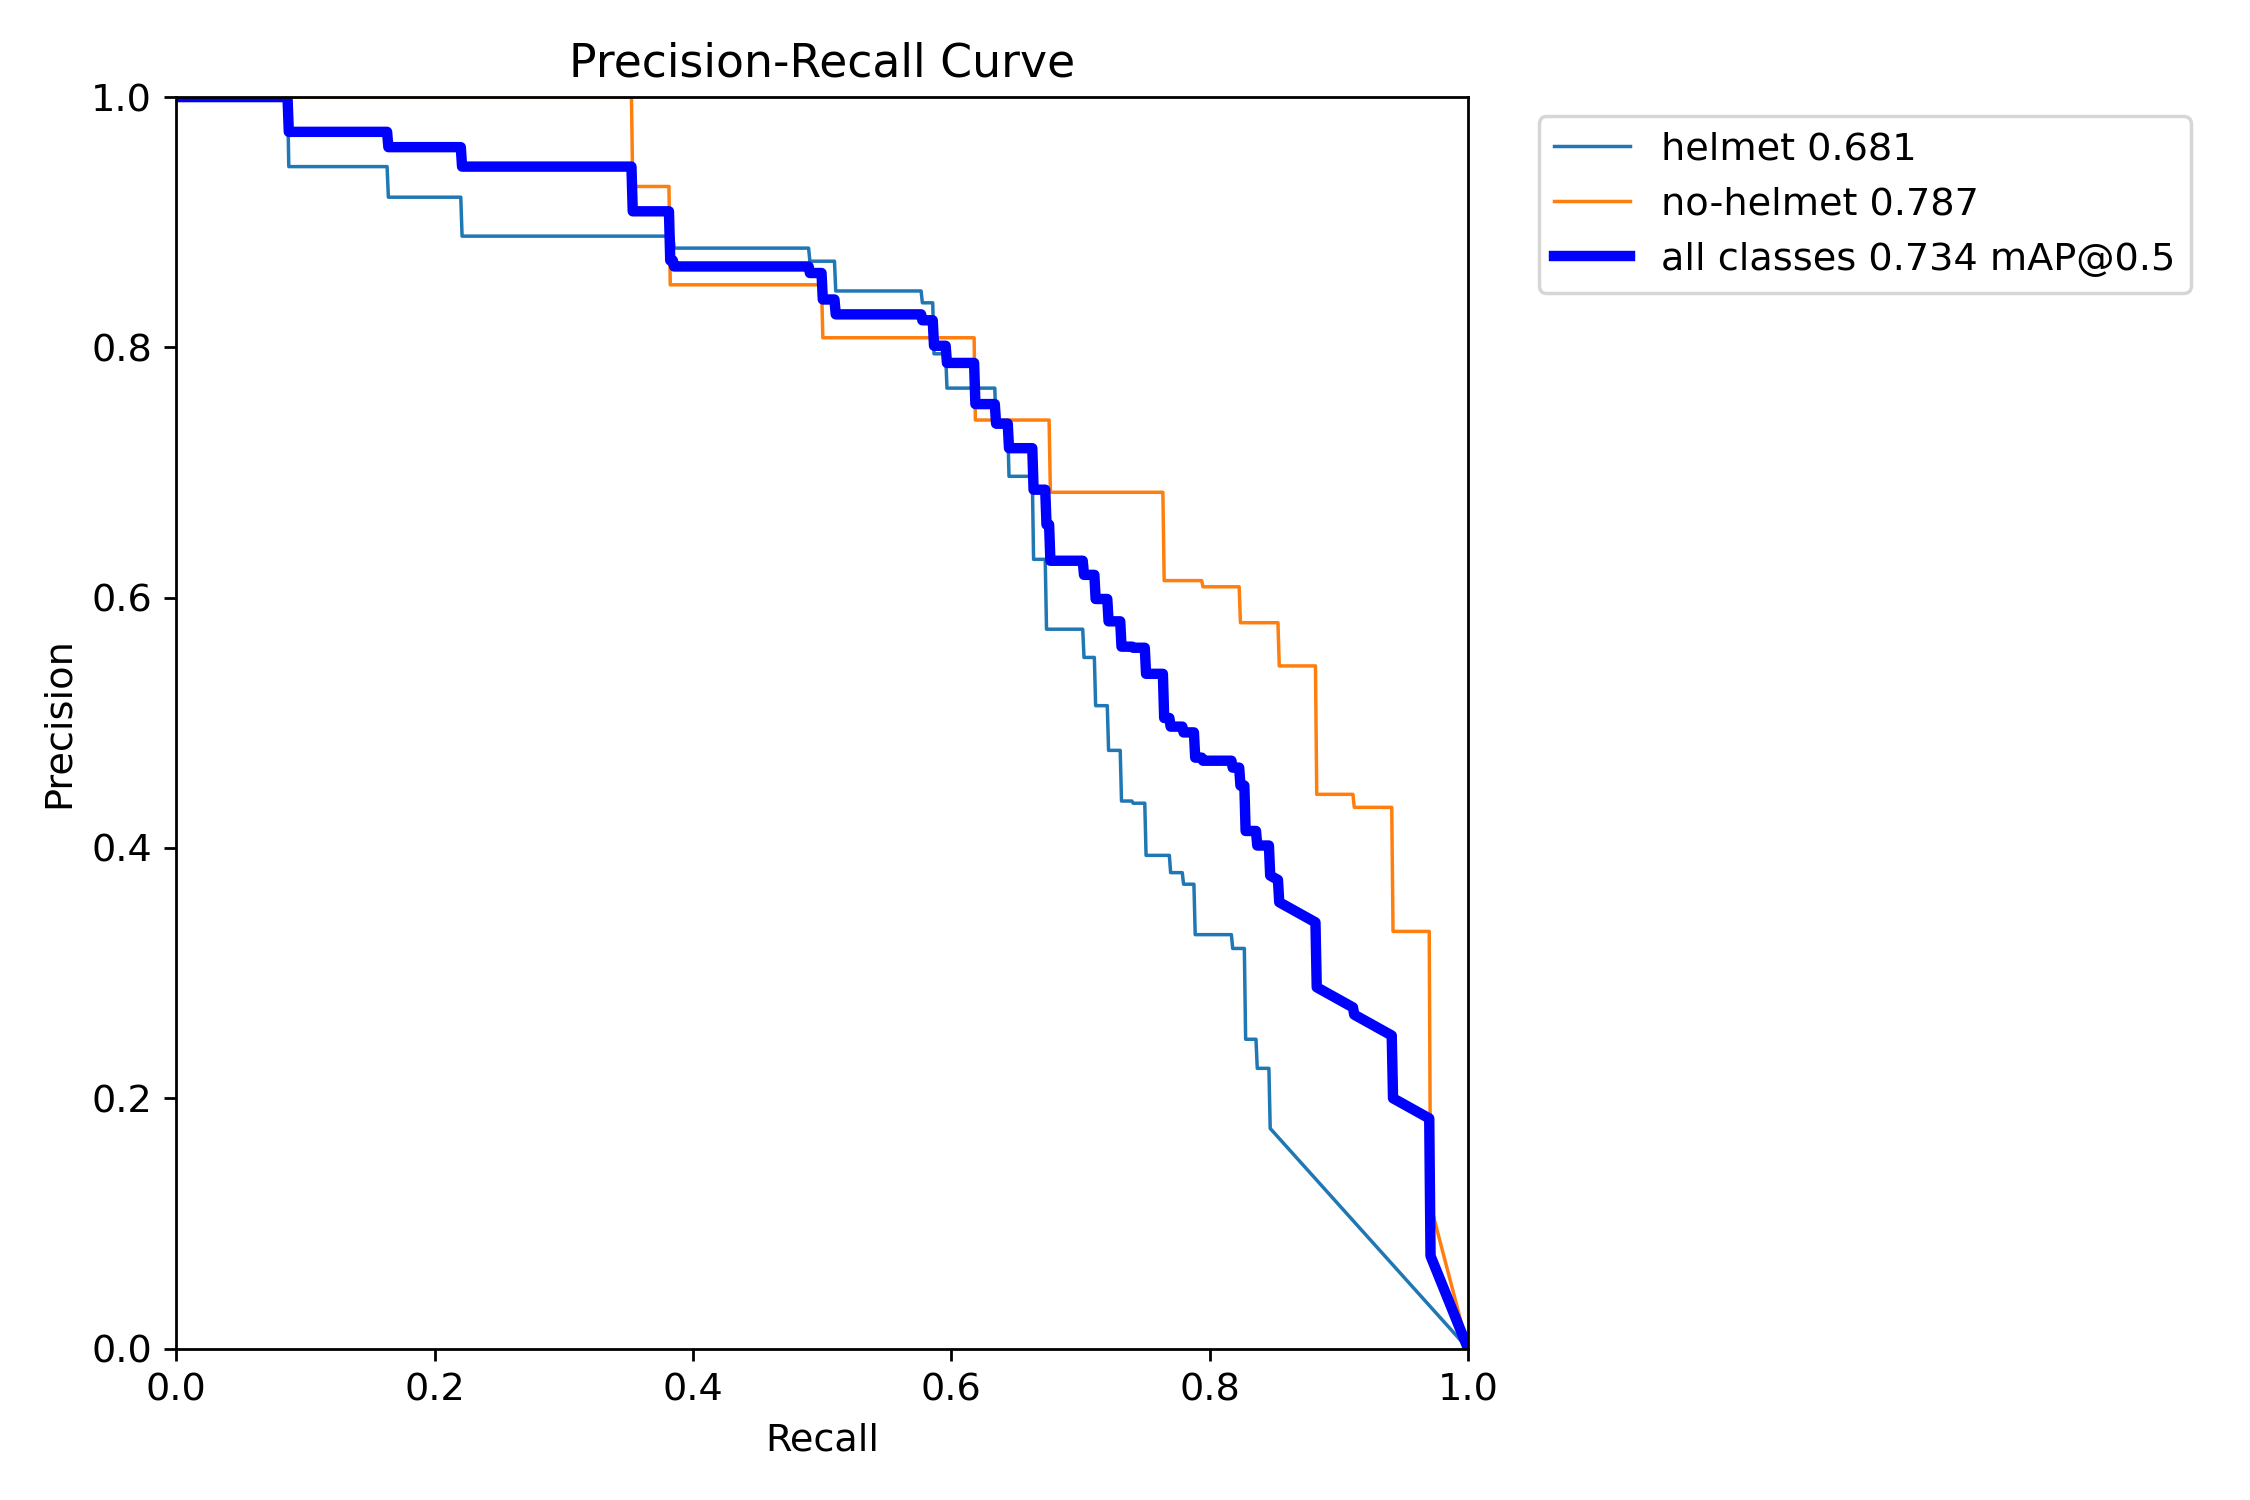 Precision-Recall Curve
helmet 0.681
no-helmet 0.787
all classes 0.734 mAP@0.5
1.0
0.8
0.6
0.4
0.2
0.0
Precision
0.0 0.2 0.4 0.6 0.8 1.0
Recall